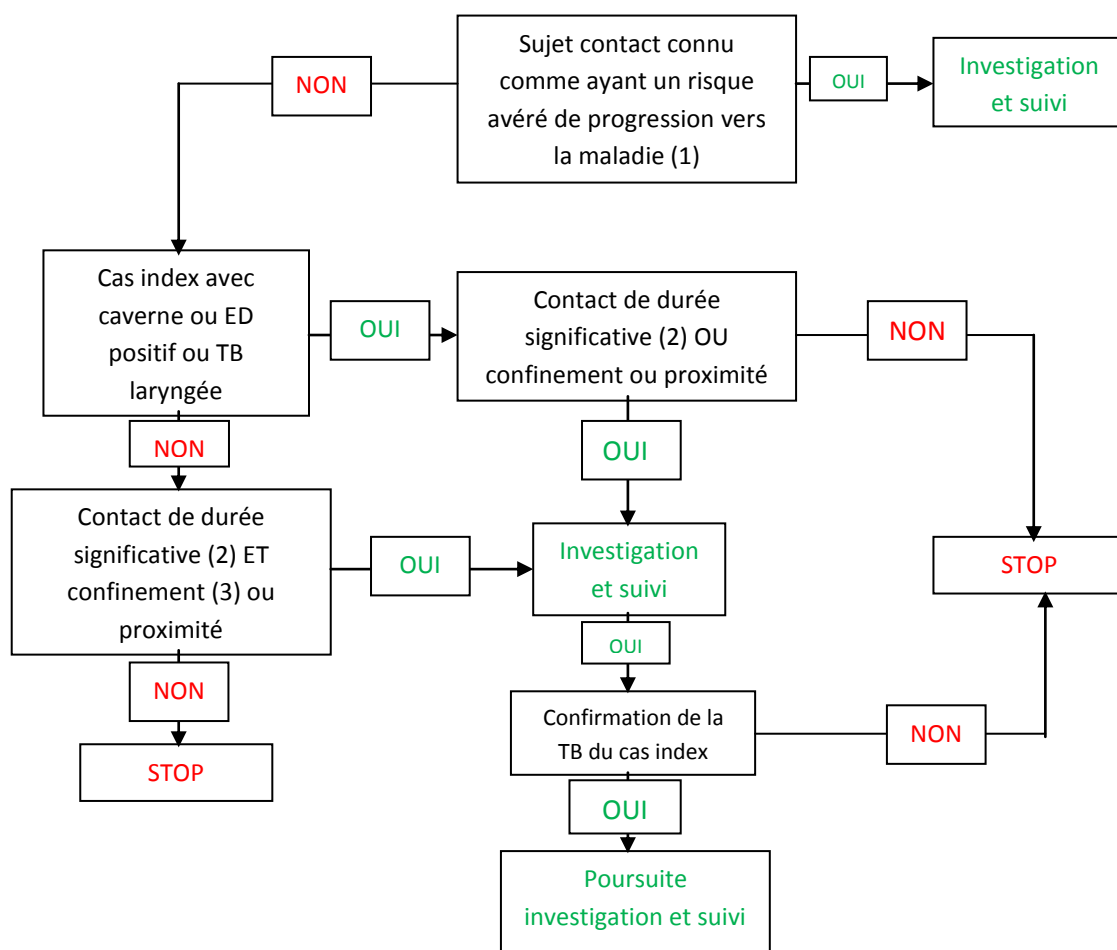 Sujet contact connu
comme ayant un risque
avéré de progression vers
la maladie (1)
NON
OUI
Investigation
et suivi
Cas index avec
caverne ou ED
positif ou TB
laryngée
OUI
Contact de durée
significative (2) OU
confinement ou proximité
NON
NON
OUI
Contact de durée
significative (2) ET
confinement (3) ou
proximité
OUI
Investigation
et suivi
STOP
OUI
NON
STOP
Confirmation de la
TB du cas index
NON
OUI
Poursuite
investigation et suivi